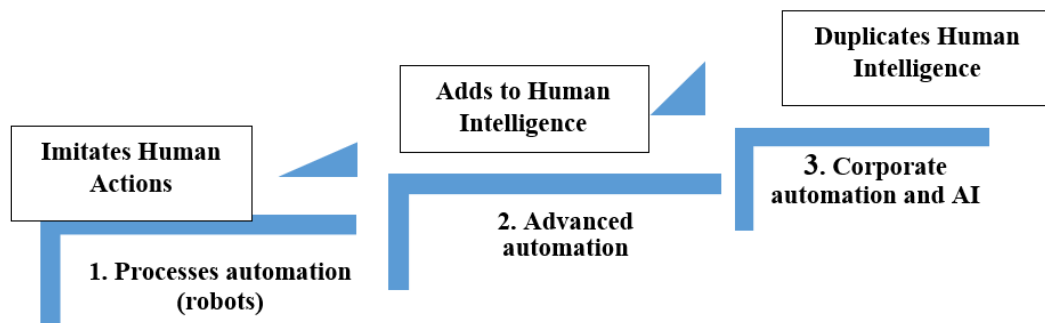 Imitates Human
Actions
1. Processes automation
(robots)
Adds to Human
Intelligence
2. Advanced
automation
Duplicates Human
Intelligence
3. Corporate
automation and AI